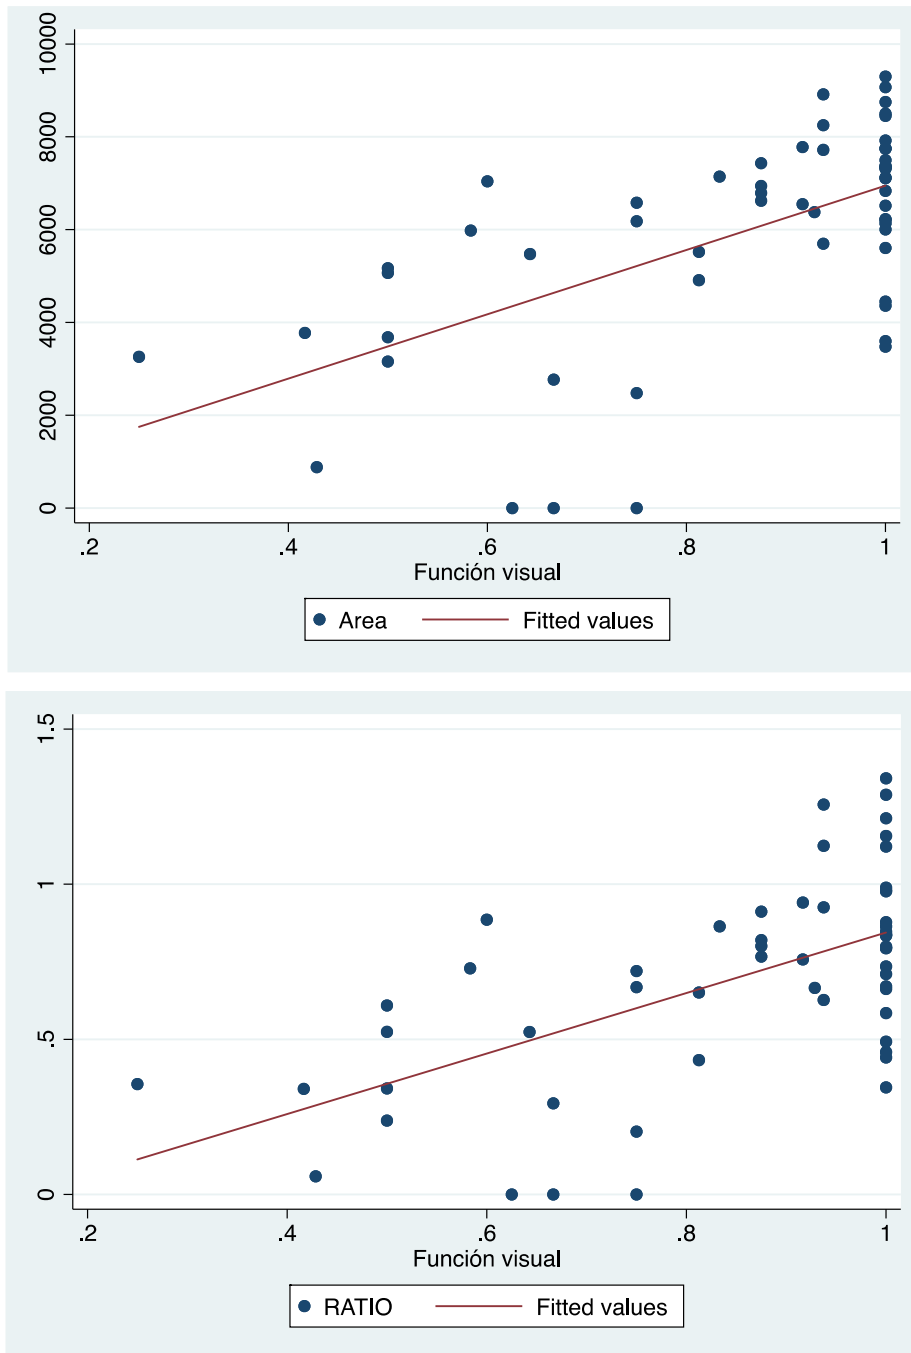 10000
8000
6000
4000
2000
0
.2 .4 .6 .8 1
Función visual
Area Fitted values
1.5
1
.5
0
.2 .4 .6 .8 1
Función visual
RATIO Fitted values